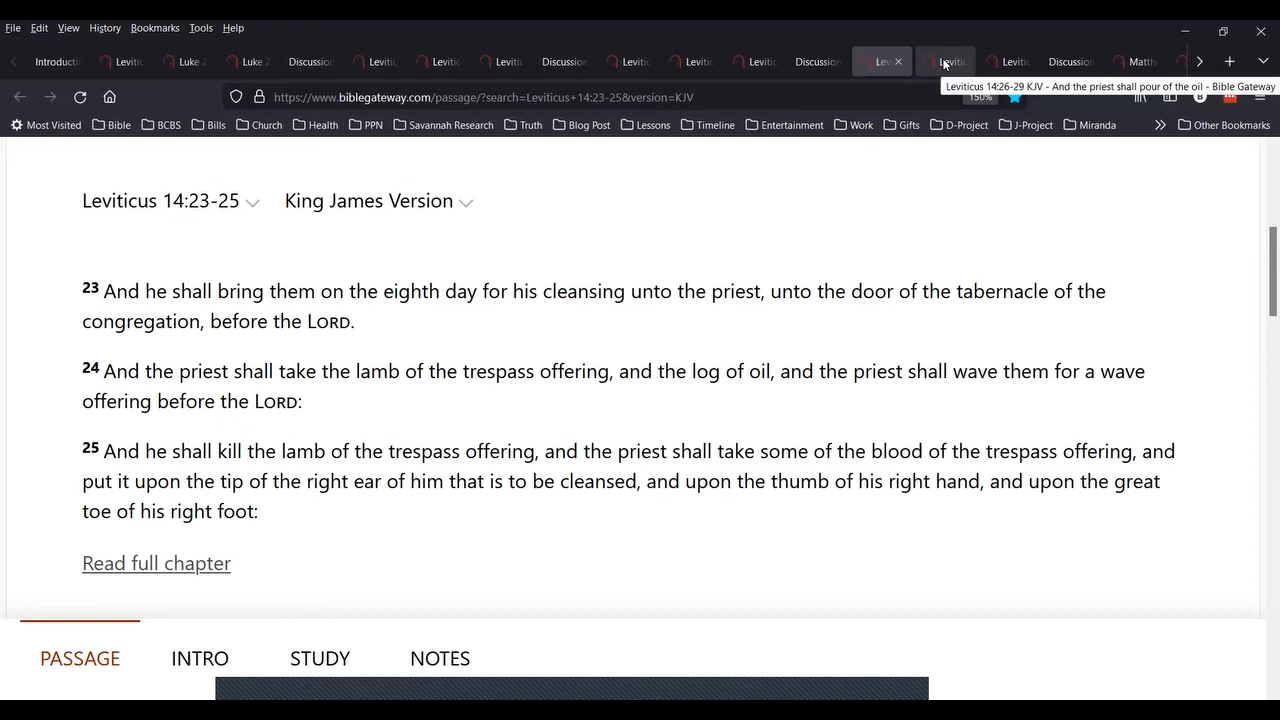 File Edit View History Bookmarks Tools Help
Introducti Leviti Luke 2 Luke 2 Discussion Leviti Leviti Leviti Discussion Leviti Leviti Leviti Discussion Lev Leviti Leviti Discussion Matth
Leviticus 14:26-29 KJV - And the priest shall pour of the oil - Bible Gateway
https://www.biblegateway.com/passage/?search=Leviticus+14:23-25&version=KJV 150%
Most Visited Bible BCBS Bills Church Health PPN Savannah Research Truth Blog Post Lessons Timeline Entertainment Work Gifts D-Project J-Project Miranda Other Bookmarks
Leviticus 14:23-25 King James Version
23 And he shall bring them on the eighth day for his cleansing unto the priest, unto the door of the tabernacle of the
congregation, before the LORD.
24 And the priest shall take the lamb of the trespass offering, and the log of oil, and the priest shall wave them for a wave
offering before the LORD:
25 And he shall kill the lamb of the trespass offering, and the priest shall take some of the blood of the trespass offering, and
put it upon the tip of the right ear of him that is to be cleansed, and upon the thumb of his right hand, and upon the great
toe of his right foot:
Read full chapter
PASSAGE INTRO STUDY NOTES